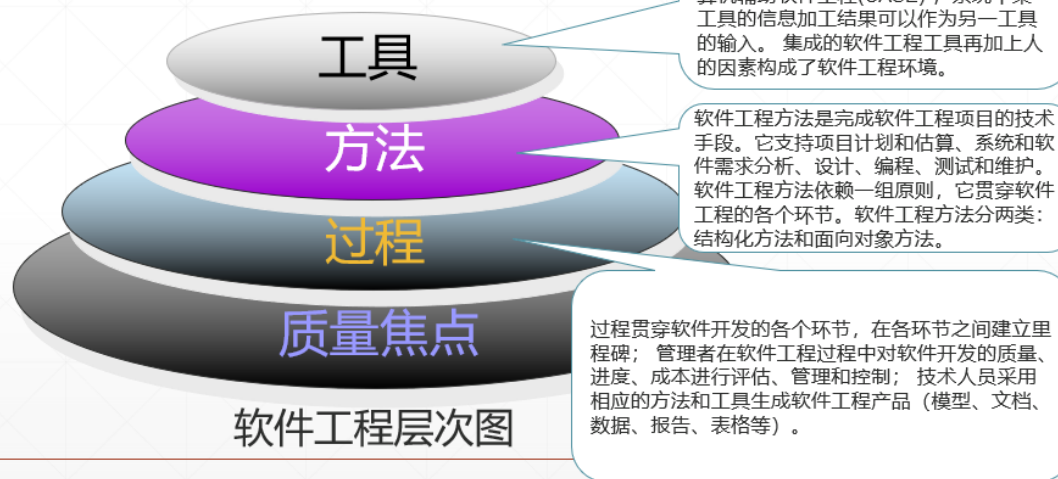 工具的信息加工结果可以作为另一工具
的输入。 集成的软件工程工具再加上人
的因素构成了软件工程环境。
工具
方法
软件工程方法是完成软件工程项目的技术
手段。它支持项目计划和估算、系统和软
件需求分析、设计、编程、测试和维护。
软件工程方法依赖一组原则，它贯穿软件
工程的各个环节。软件工程方法分两类：
结构化方法和面向对象方法。
过程
质量焦点
过程贯穿软件开发的各个环节，在各环节之间建立里
程碑； 管理者在软件工程过程中对软件开发的质量、
进度、成本进行评估、管理和控制； 技术人员采用
相应的方法和工具生成软件工程产品（模型、文档、
数据、报告、表格等）。
软件工程层次图